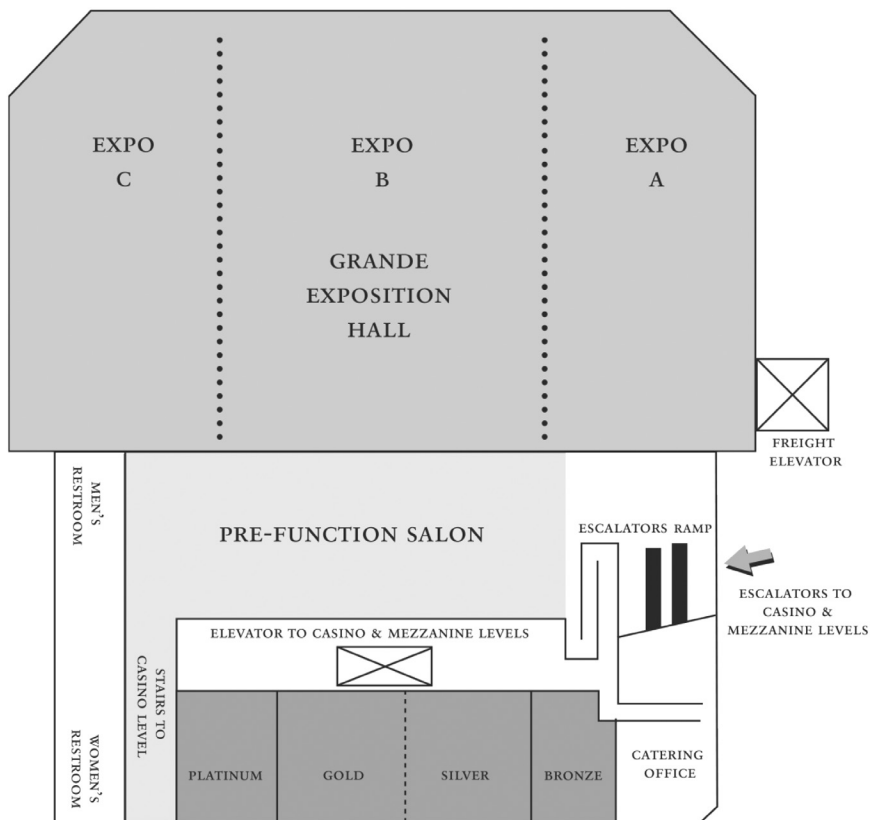 EXPO
C
EXPO
B
EXPO
A
GRANDE
EXPOSITION
HALL
FREIGHT
ELEVATOR
MEN'S
RESTROOM
PRE-FUNCTION SALON
ESCALATORS RAMP
ESCALATORS TO
CASINO &
MEZZANINE LEVELS
ELEVATOR TO CASINO & MEZZANINE LEVELS
STAIRS TO
CASINO LEVEL
WOMEN'S
RESTROOM
PLATINUM
GOLD
SILVER
BRONZE
CATERING
OFFICE